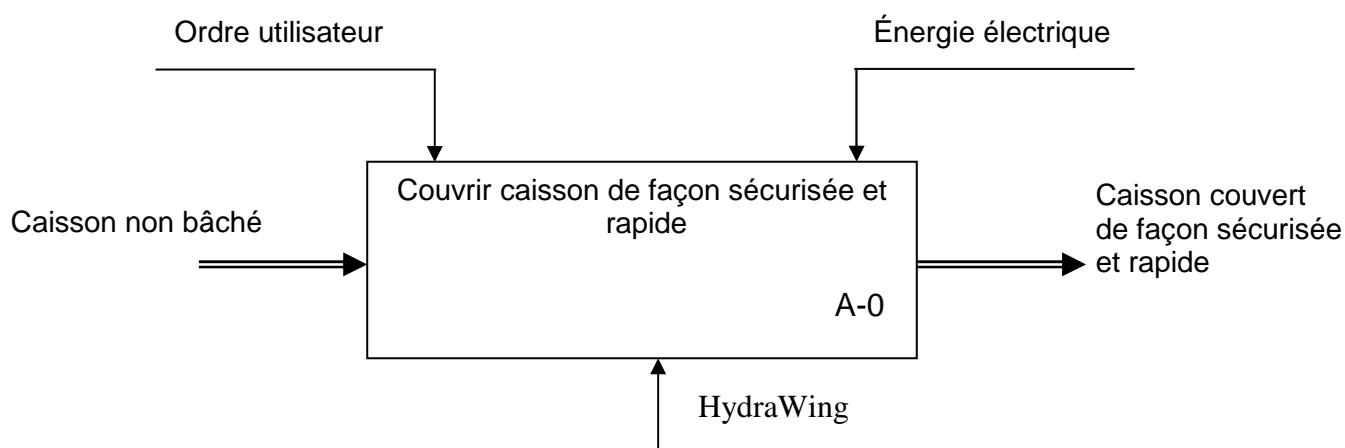 Ordre utilisateur
Énergie électrique
Couvrir caisson de façon sécurisée et
rapide
Caisson non bâché
Caisson couvert
de façon sécurisée
et rapide
A-0
HydraWing